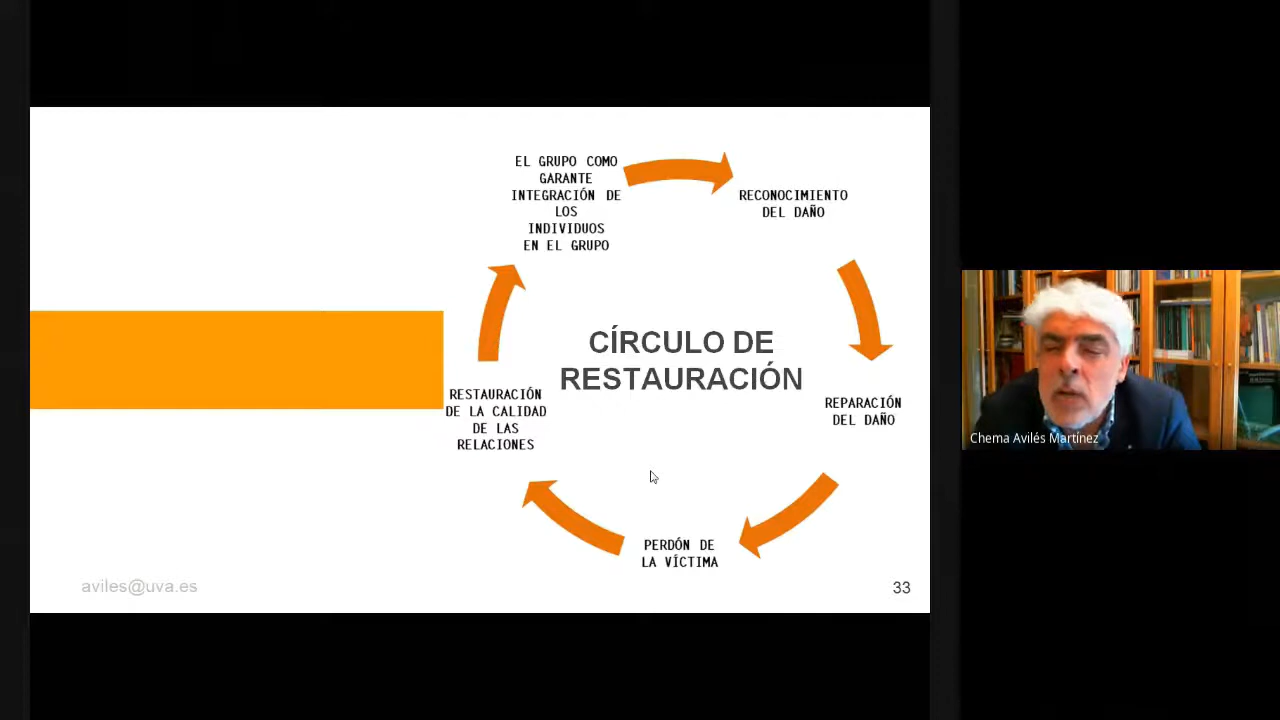 EL GRUPO COMO
GARANTE
INTEGRACIÓN DE
LOS
INDIVIDUOS
EN EL GRUPO
RECONOCIMIENTO
DEL DAÑO
CÍRCULO DE
RESTAURACIÓN
RESTAURACIÓN
DE LA CALIDAD
DE LAS
RELACIONES
REPARACIÓN
DEL DAÑO
PERDÓN DE
LA VÍCTIMA
aviles@uva.es
33
Chema Avilés Martínez